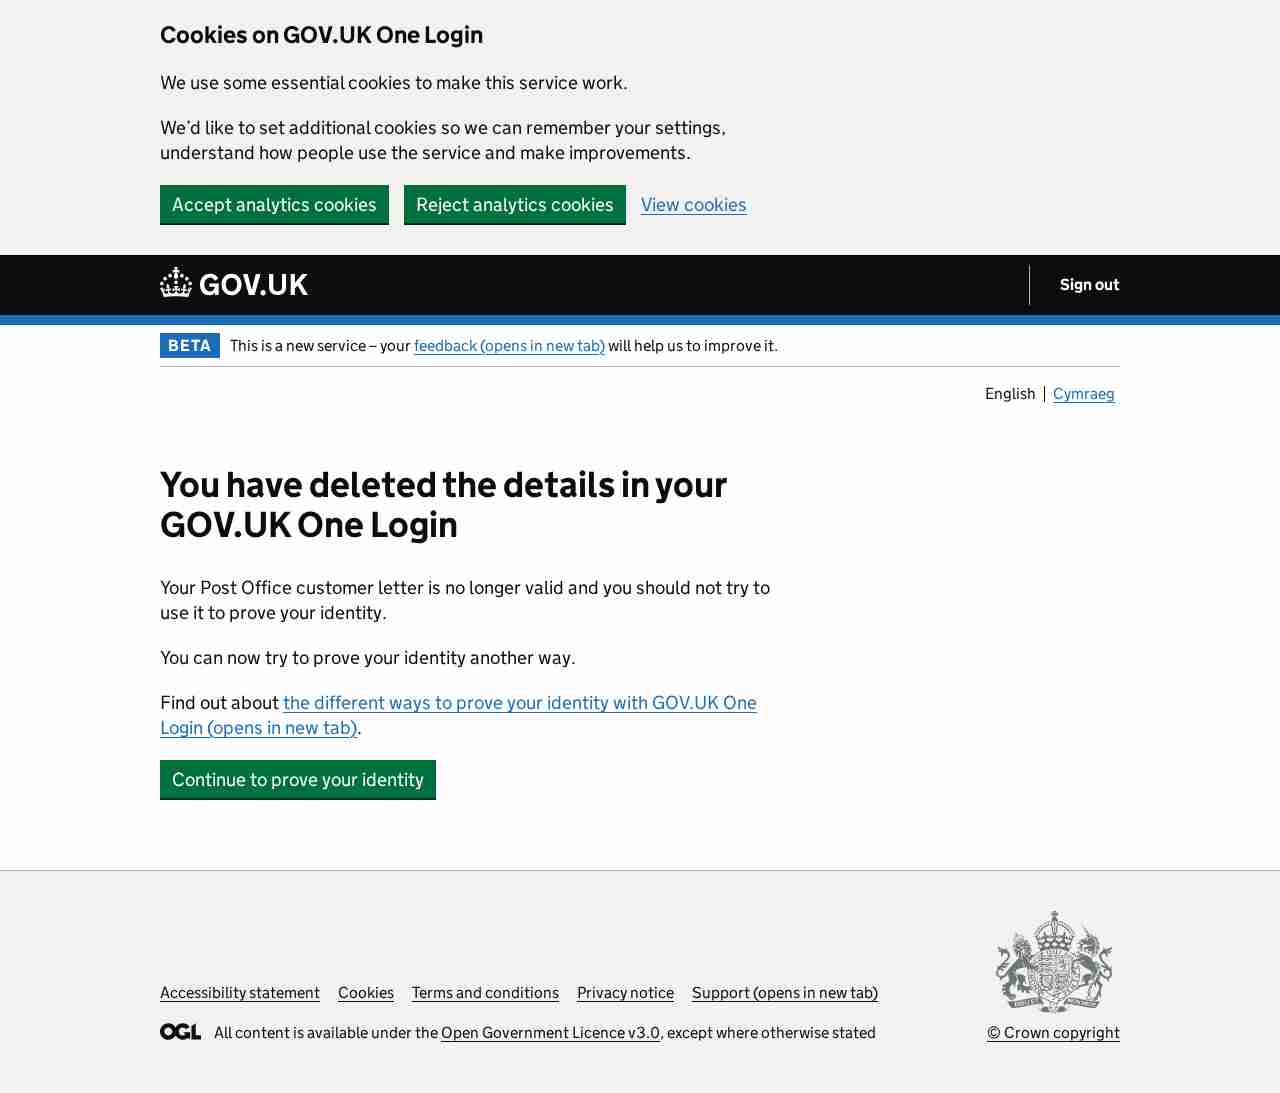 Cookies on GOV.UK One Login
We use some essential cookies to make this service work.
We’d like to set additional cookies so we can remember your settings,
understand how people use the service and make improvements.
Accept analytics cookies
Reject analytics cookies
View cookies
GOV.UK
Sign out
BETA
This is a new service – your feedback (opens in new tab) will help us to improve it.
English
Cymraeg
You have deleted the details in your
GOV.UK One Login
Your Post Office customer letter is no longer valid and you should not try to
use it to prove your identity.
You can now try to prove your identity another way.
Find out about the different ways to prove your identity with GOV.UK One
Login (opens in new tab).
Continue to prove your identity
Accessibility statement
Cookies
Terms and conditions
Privacy notice
Support (opens in new tab)
OGL
All content is available under the Open Government Licence v3.0, except where otherwise stated
© Crown copyright